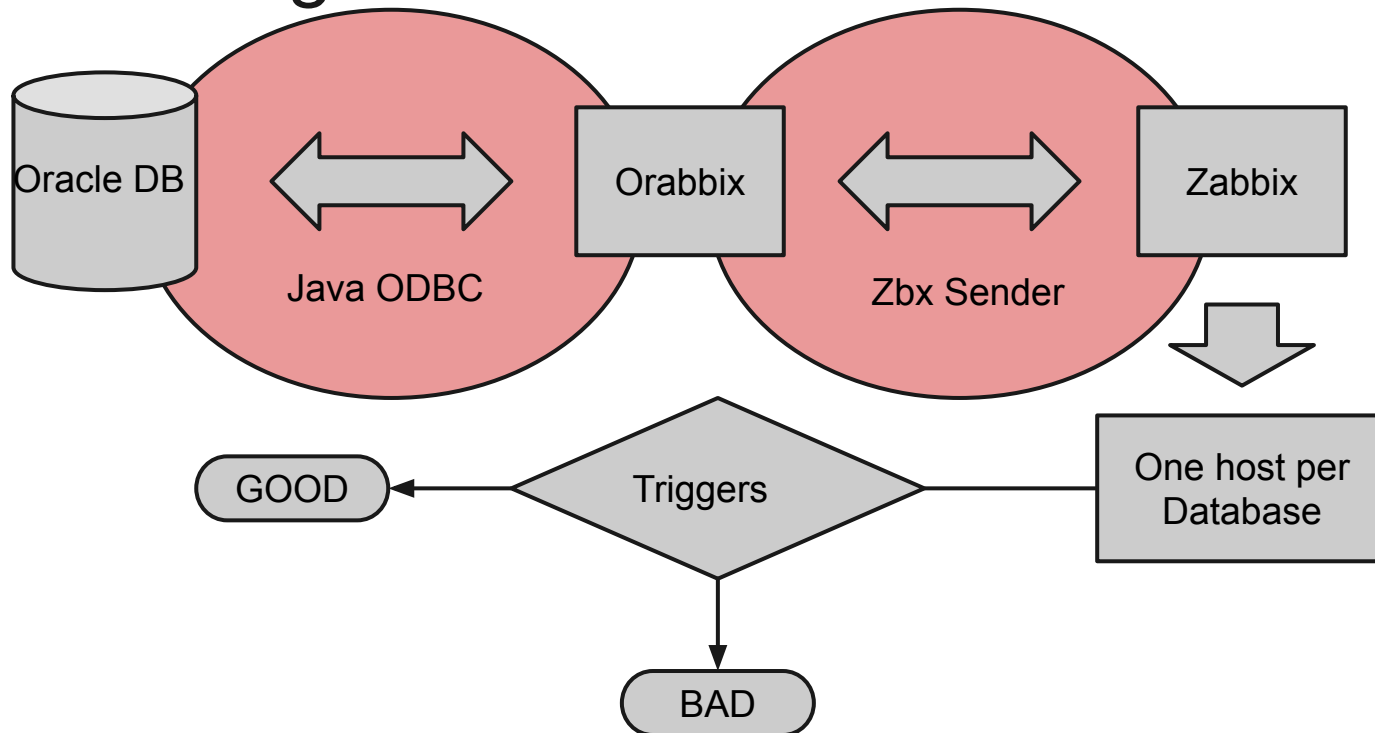 Oracle DB
Orabbix
Zabbix
Java ODBC
Zbx Sender
GOOD
Triggers
One host per
Database
BAD